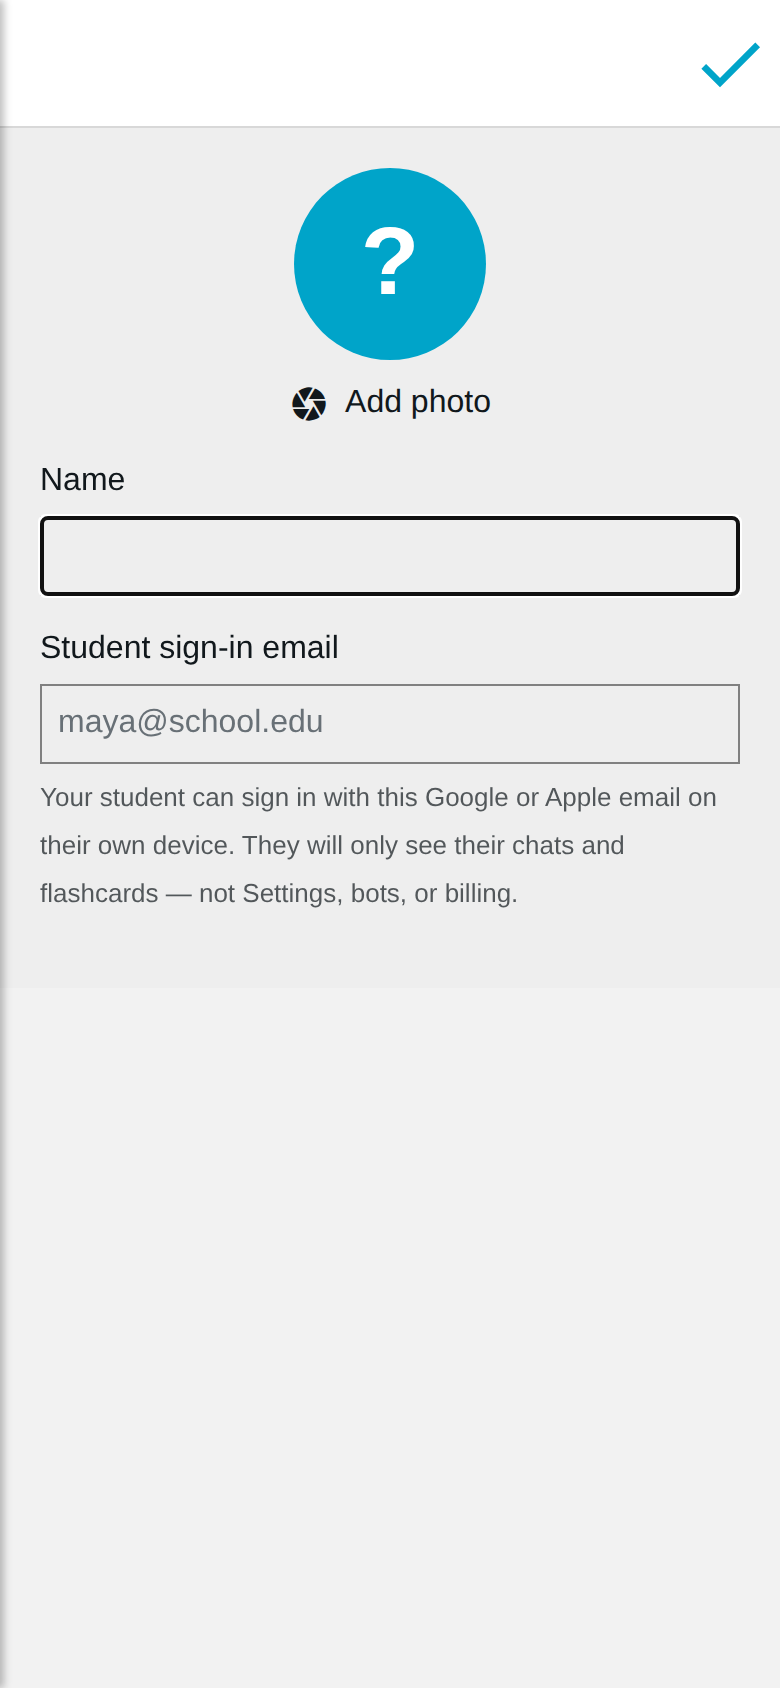 ?
Add photo
Name
Student sign-in email
maya@school.edu
Your student can sign in with this Google or Apple email on
their own device. They will only see their chats and
flashcards — not Settings, bots, or billing.